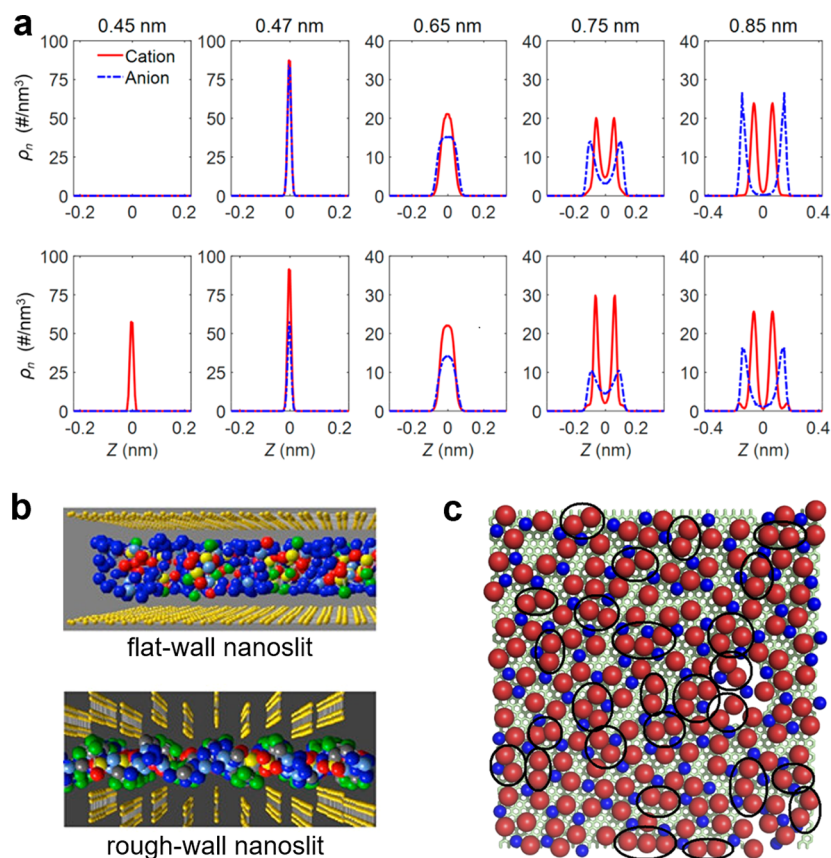 a
0.45 nm 0.47 nm 0.65 nm 0.75 nm 0.85 nm
Cation
Anion
ρn (#/nm³)
100 75 50 25 0
100 75 50 25 0
40 30 20 10 0
40 30 20 10 0
40 30 20 10 0
-0.2 0 0.2 -0.2 0 0.2 -0.2 0 0.2 -0.2 0 0.2 -0.4 0 0.4
ρn (#/nm³)
100 75 50 25 0
100 75 50 25 0
40 30 20 10 0
40 30 20 10 0
40 30 20 10 0
-0.2 0 0.2 -0.2 0 0.2 -0.2 0 0.2 -0.2 0 0.2 -0.4 0 0.4
Z (nm) Z (nm) Z (nm) Z (nm) Z (nm)
b
flat-wall nanoslit
rough-wall nanoslit
c